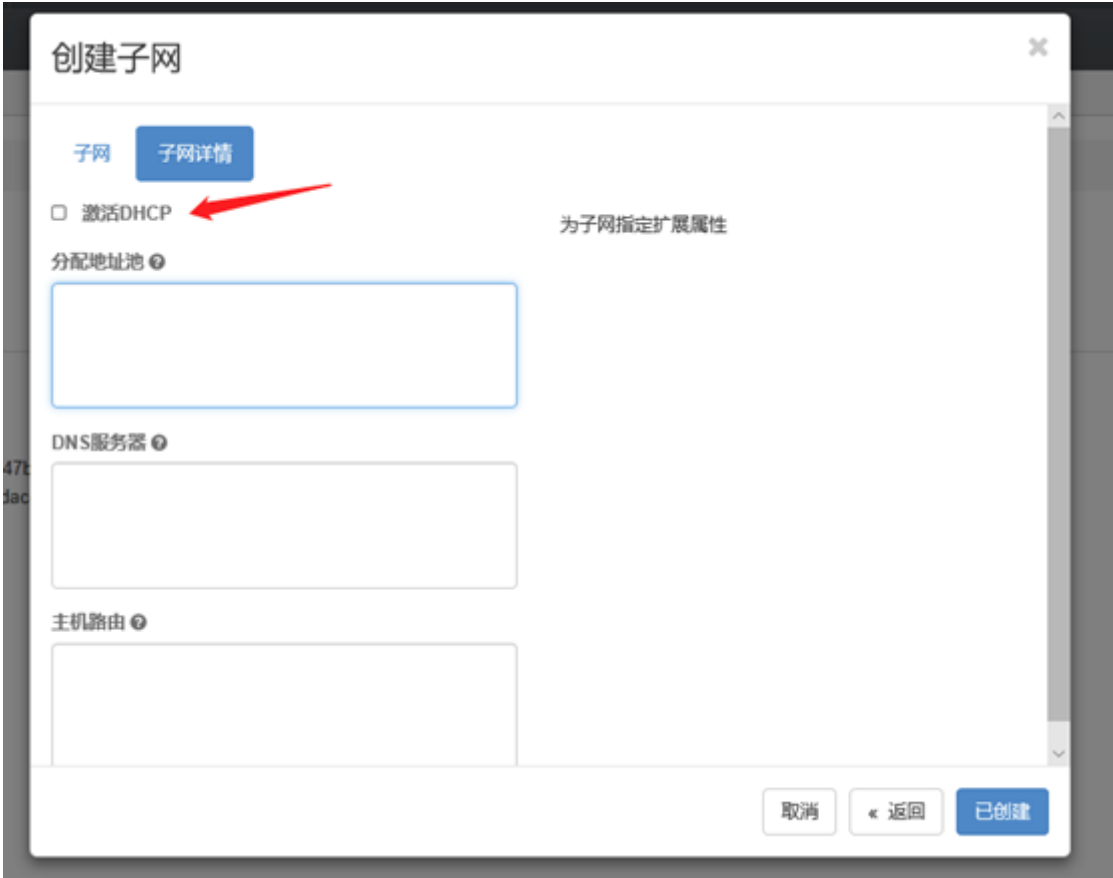 创建子网
子网 子网详情
激活DHCP
为子网指定扩展属性
分配地址池
DNS服务器
47b
dac
主机路由
取消 « 返回 已创建